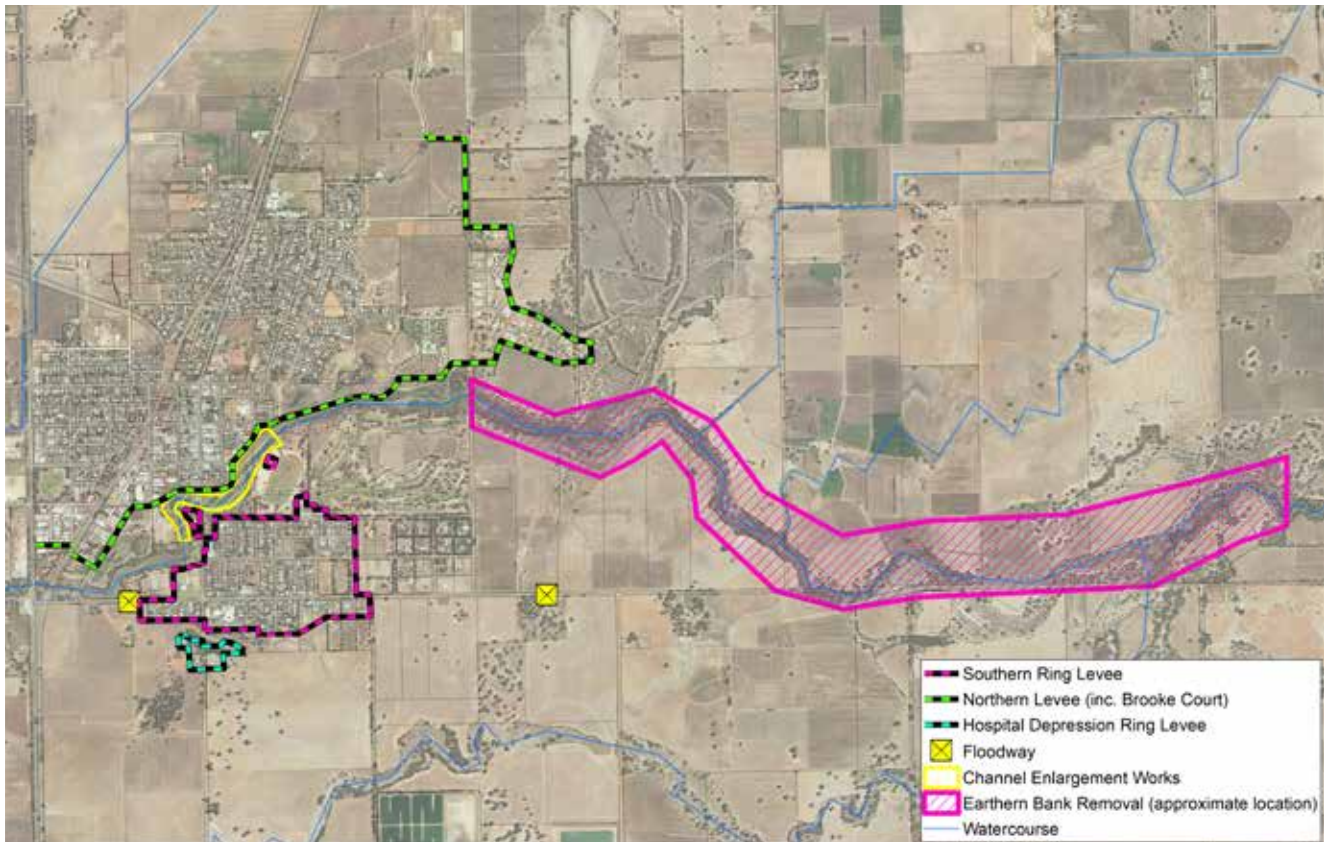 Southern Ring Levee
Northern Levee (inc. Brooke Court)
Hospital Depression Ring Levee
Floodway
Channel Enlargement Works
Earthern Bank Removal (approximate location)
Watercourse